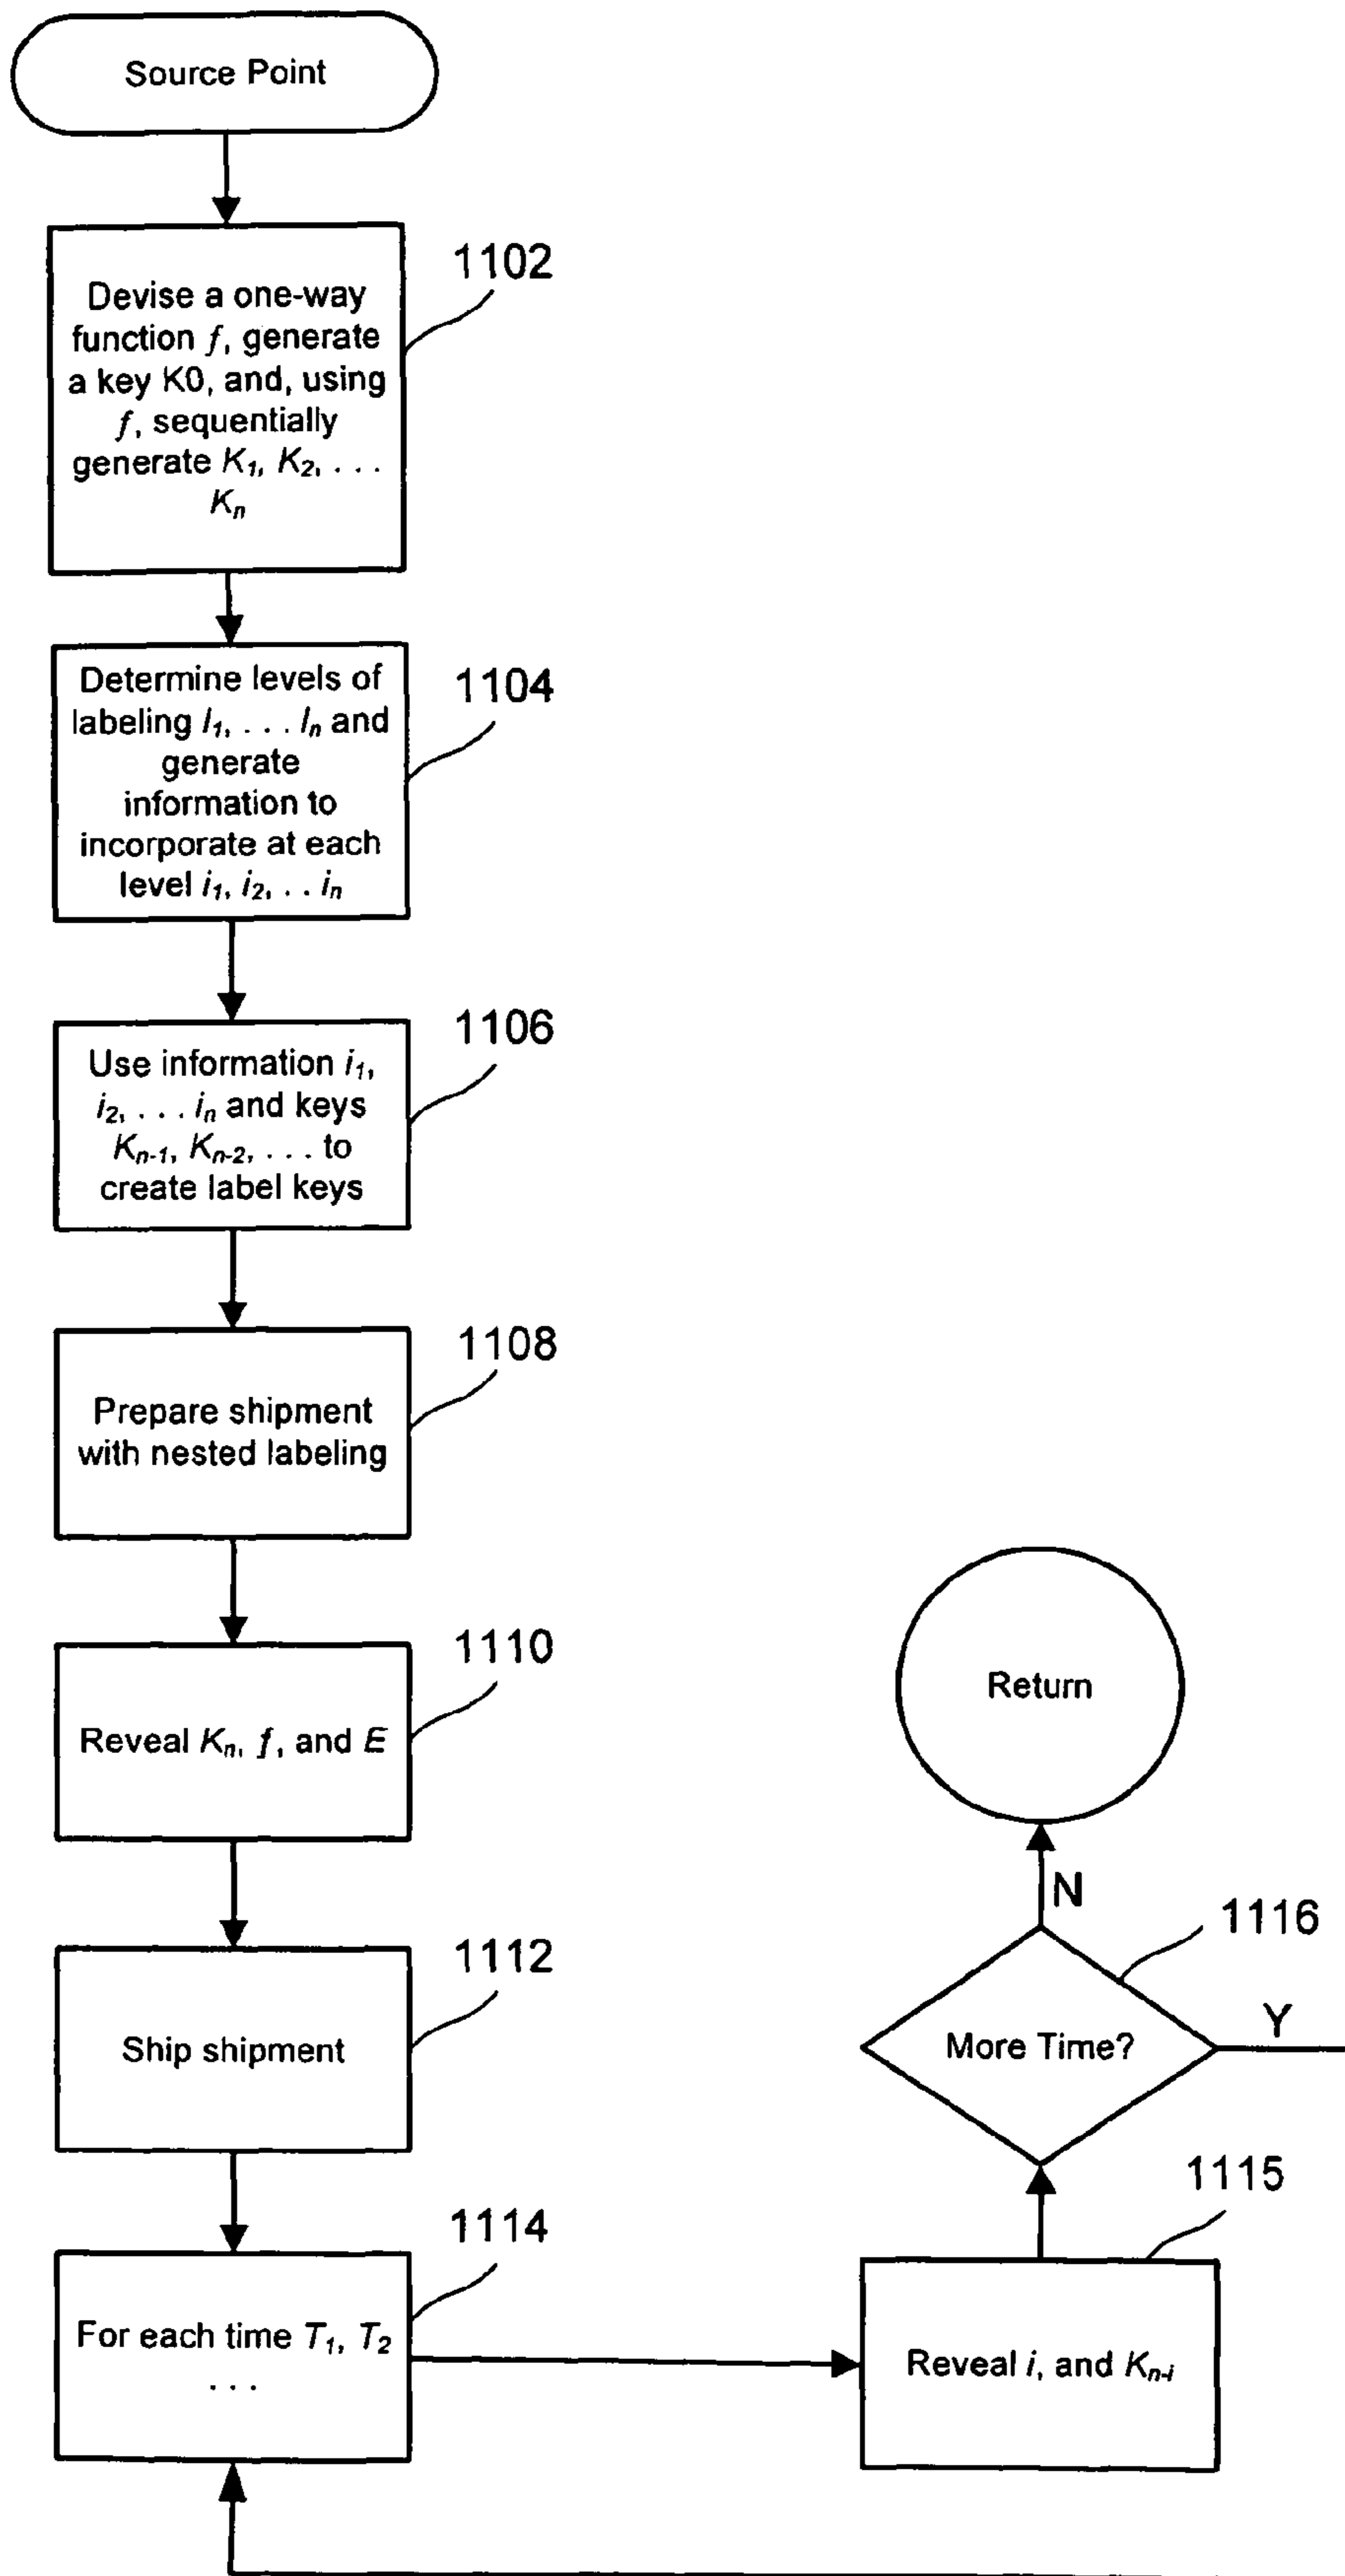 Source Point
1102
Devise a one-way
function f, generate
a key K0, and, using
f, sequentially
generate K₁, K₂, . . .
Kₙ
1104
Determine levels of
labeling l₁, . . . lₙ and
generate
information to
incorporate at each
level i₁, i₂, . . iₙ
1106
Use information i₁,
i₂, . . . iₙ and keys
Kₙ₋₁, Kₙ₋₂, . . . to
create label keys
1108
Prepare shipment
with nested labeling
1110
Reveal Kₙ, f, and E
1112
Ship shipment
1114
For each time T₁, T₂
. . .
1115
Reveal i, and Kₙ₋ᵢ
1116
More Time?
Y
N
Return